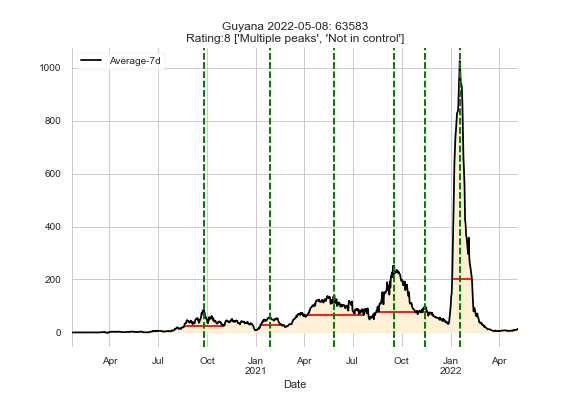 Guyana 2022-05-08: 63583
Rating:8 ['Multiple peaks', 'Not in control']
Average-7d
1000
800
600
400
200
0
Apr Jul Oct Jan Apr Jul Oct Jan Apr
2021 2022
Date